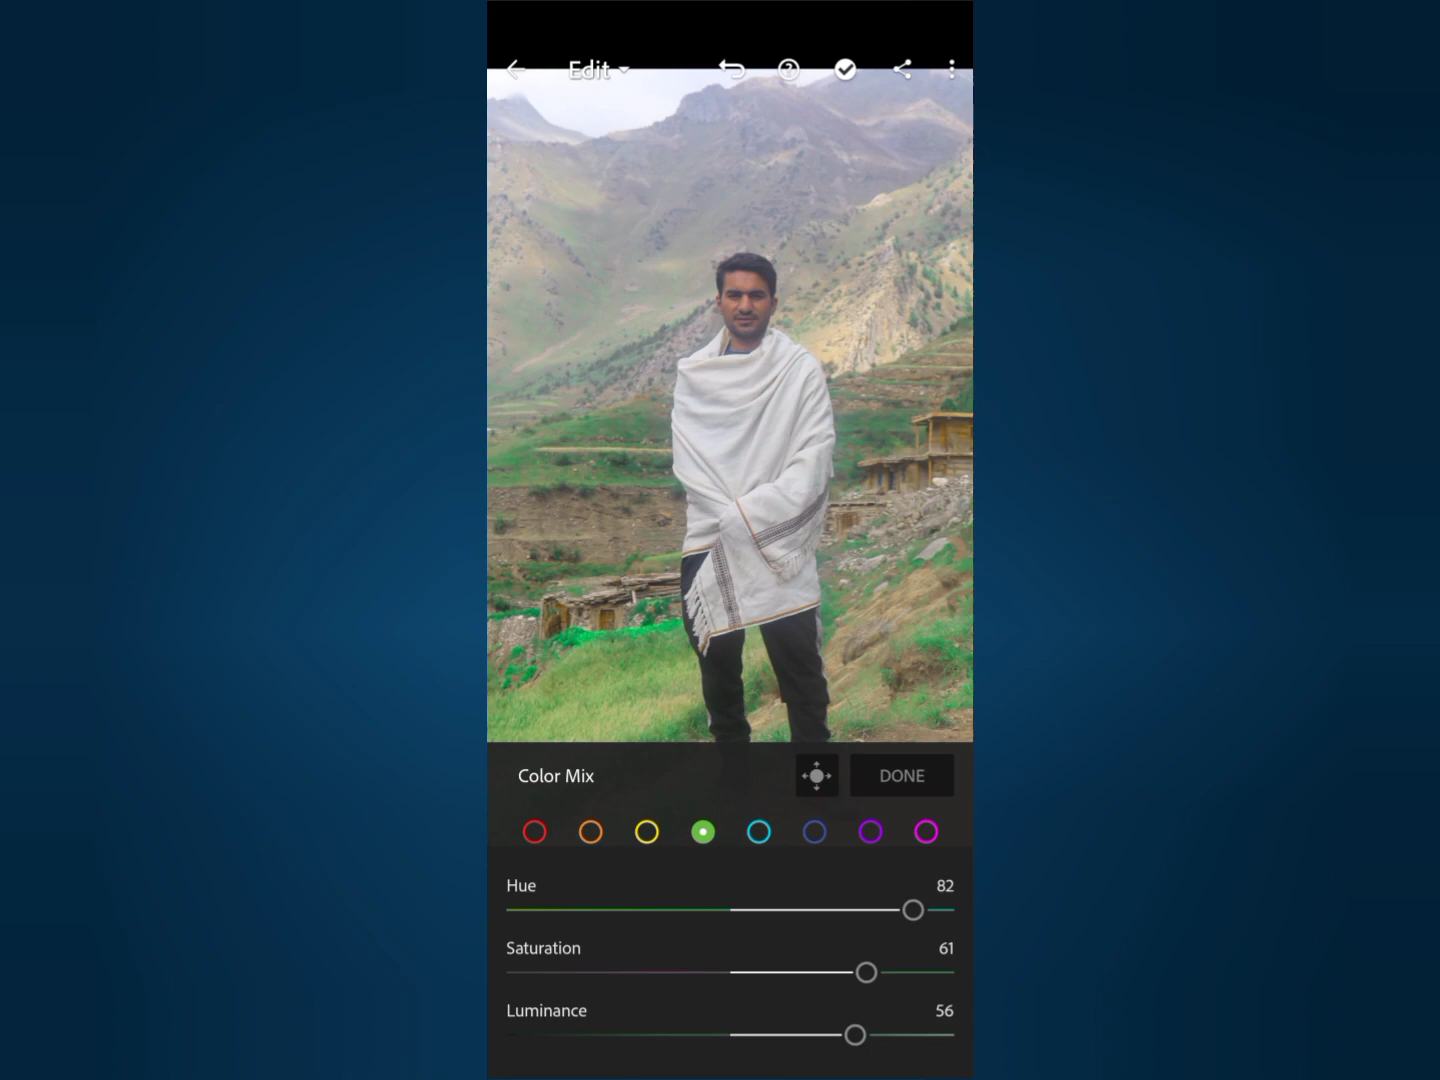 Edit
Color Mix
DONE
Hue 82
Saturation 61
Luminance 56